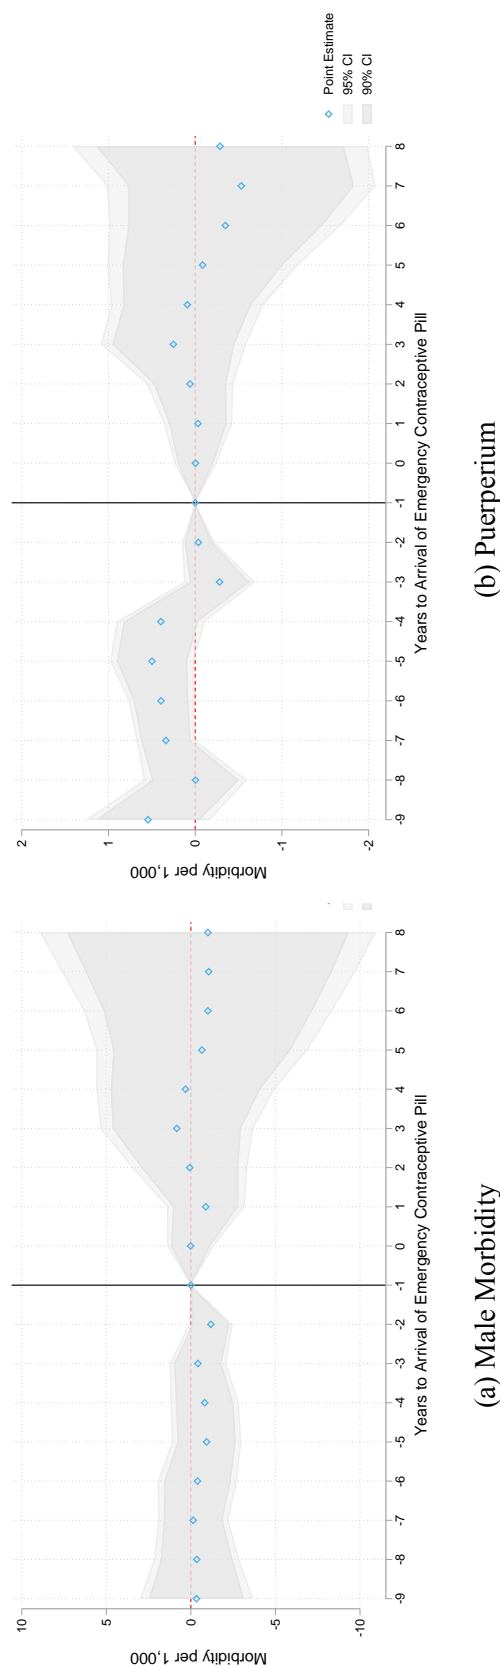 Morbidity per 1,000
10
5
0
-5
-10
-9 -8 -7 -6 -5 -4 -3 -2 -1 0 1 2 3 4 5 6 7 8
Years to Arrival of Emergency Contraceptive Pill
(a) Male Morbidity
Morbidity per 1,000
2
1
0
-1
-2
-9 -8 -7 -6 -5 -4 -3 -2 -1 0 1 2 3 4 5 6 7 8
Years to Arrival of Emergency Contraceptive Pill
Point Estimate
95% CI
90% CI
(b) Puerperium